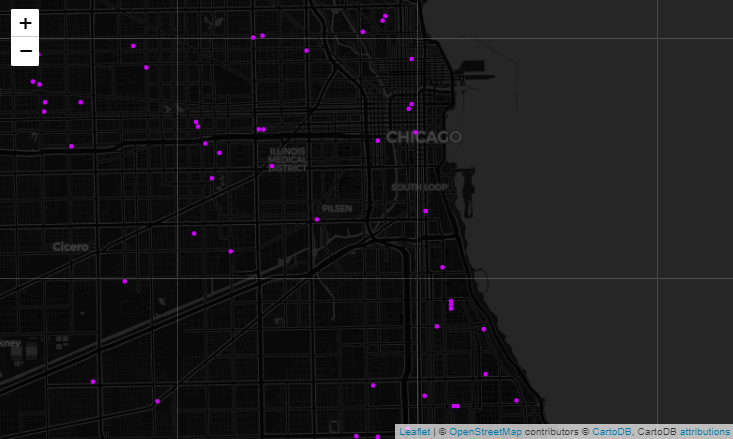 +
−
CHICAGO
ILLINOIS
MEDICAL
DISTRICT
SOUTH LOOP
PILSEN
Cicero
Leaflet | © OpenStreetMap contributors © CartoDB, CartoDB attributions